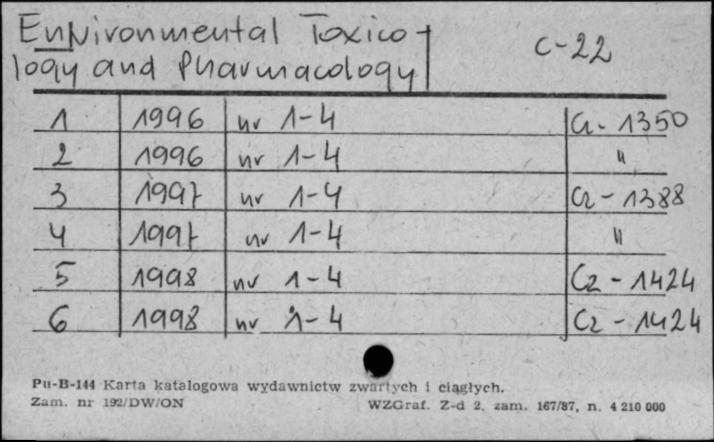 Environmental Toxico-
logy and Pharmacology
C-22
1 1996 nr 1-4 Cz-1350
2 1996 nr 1-4 "
3 1997 nr 1-4 Cz-1388
4 1997 nr 1-4 "
5 1998 nr 1-4 Cz-1424
6 1998 nr 1-4 Cz-1424
Pu-B-144 Karta katalogowa wydawnictw zwartych i ciągłych.
Zam. nr 192/DW/ON WZGraf. Z-d 2, zam. 167/87, n. 4 210 000